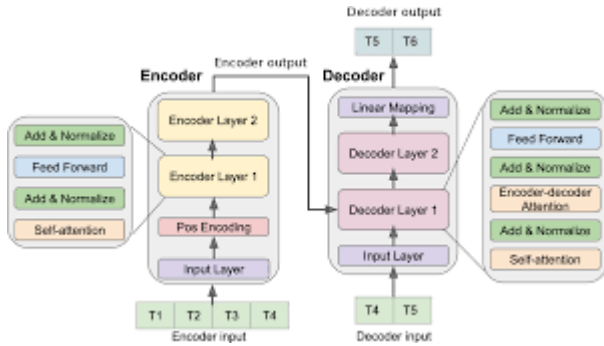 Decoder output
T5 T6
Encoder output
Encoder
Decoder
Encoder Layer 2
Encoder Layer 1
Pos Encoding
Input Layer
Add & Normalize
Feed Forward
Add & Normalize
Self-attention
T1 T2 T3 T4
Encoder input
Linear Mapping
Decoder Layer 2
Decoder Layer 1
Input Layer
T4 T5
Decoder input
Add & Normalize
Feed Forward
Add & Normalize
Encoder-decoder
Attention
Add & Normalize
Self-attention